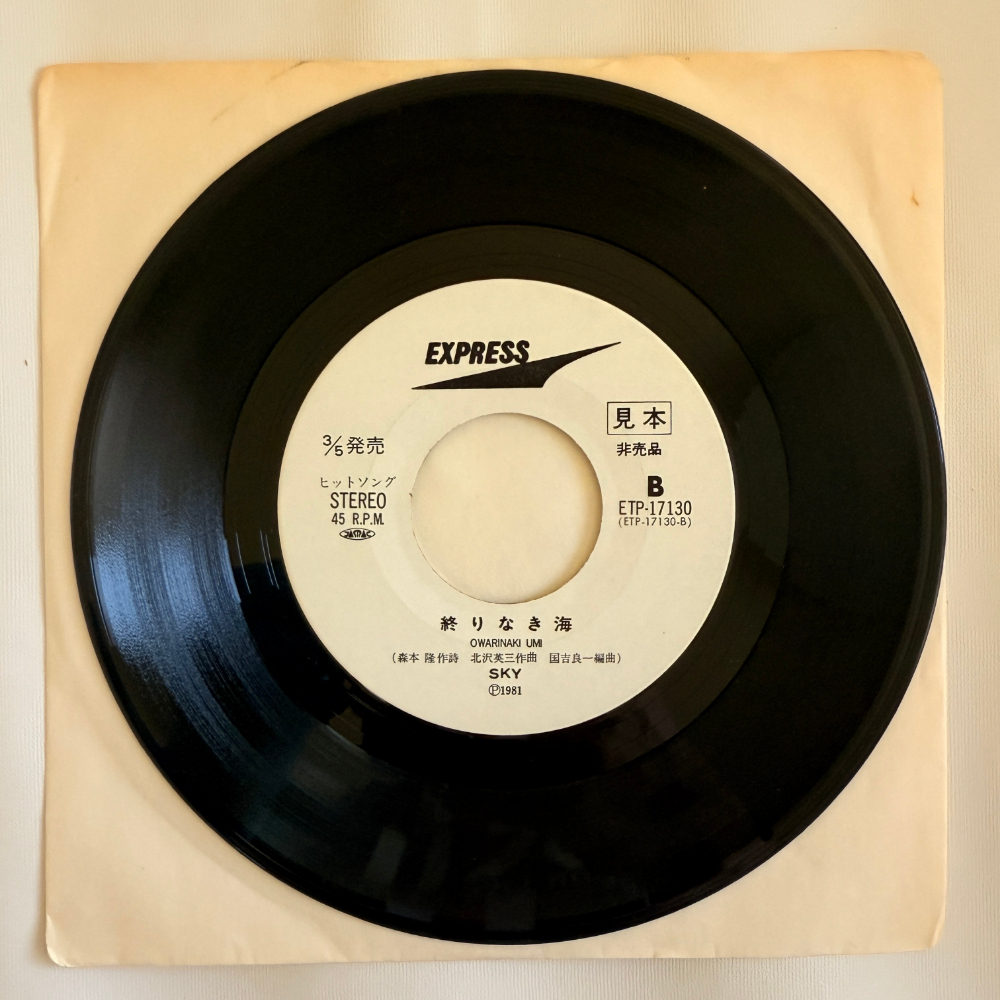 EXPRESS
見本
非売品
3/5発売
ヒットソング
STEREO
45 R.P.M.
JASRAC
B
ETP-17130
(ETP-17130-B)
終りなき海
OWARINAKI UMI
(森本 隆作詩 北沢英三作曲 国吉良一編曲)
SKY
Ⓟ1981